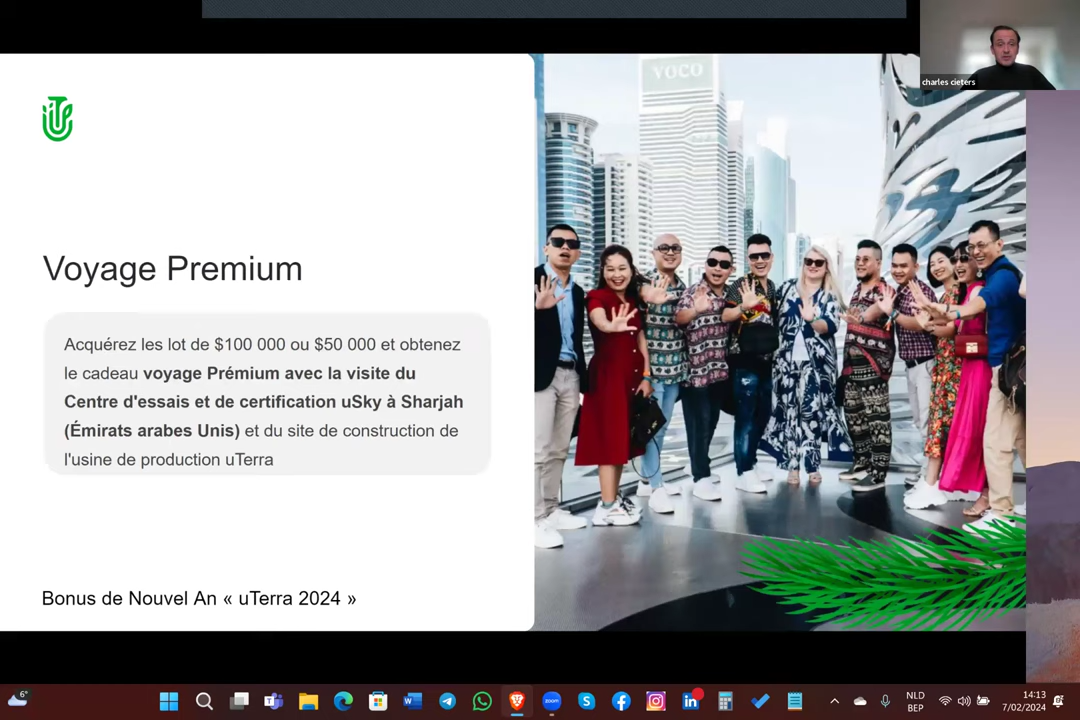 VOCO
charles cieters
Voyage Premium
Acquérez les lot de $100 000 ou $50 000 et obtenez
le cadeau voyage Prémium avec la visite du
Centre d'essais et de certification uSky à Sharjah
(Émirats arabes Unis) et du site de construction de
l'usine de production uTerra
Bonus de Nouvel An « uTerra 2024 »
6°
zoom
NLD
BEP
14:13
7/02/2024